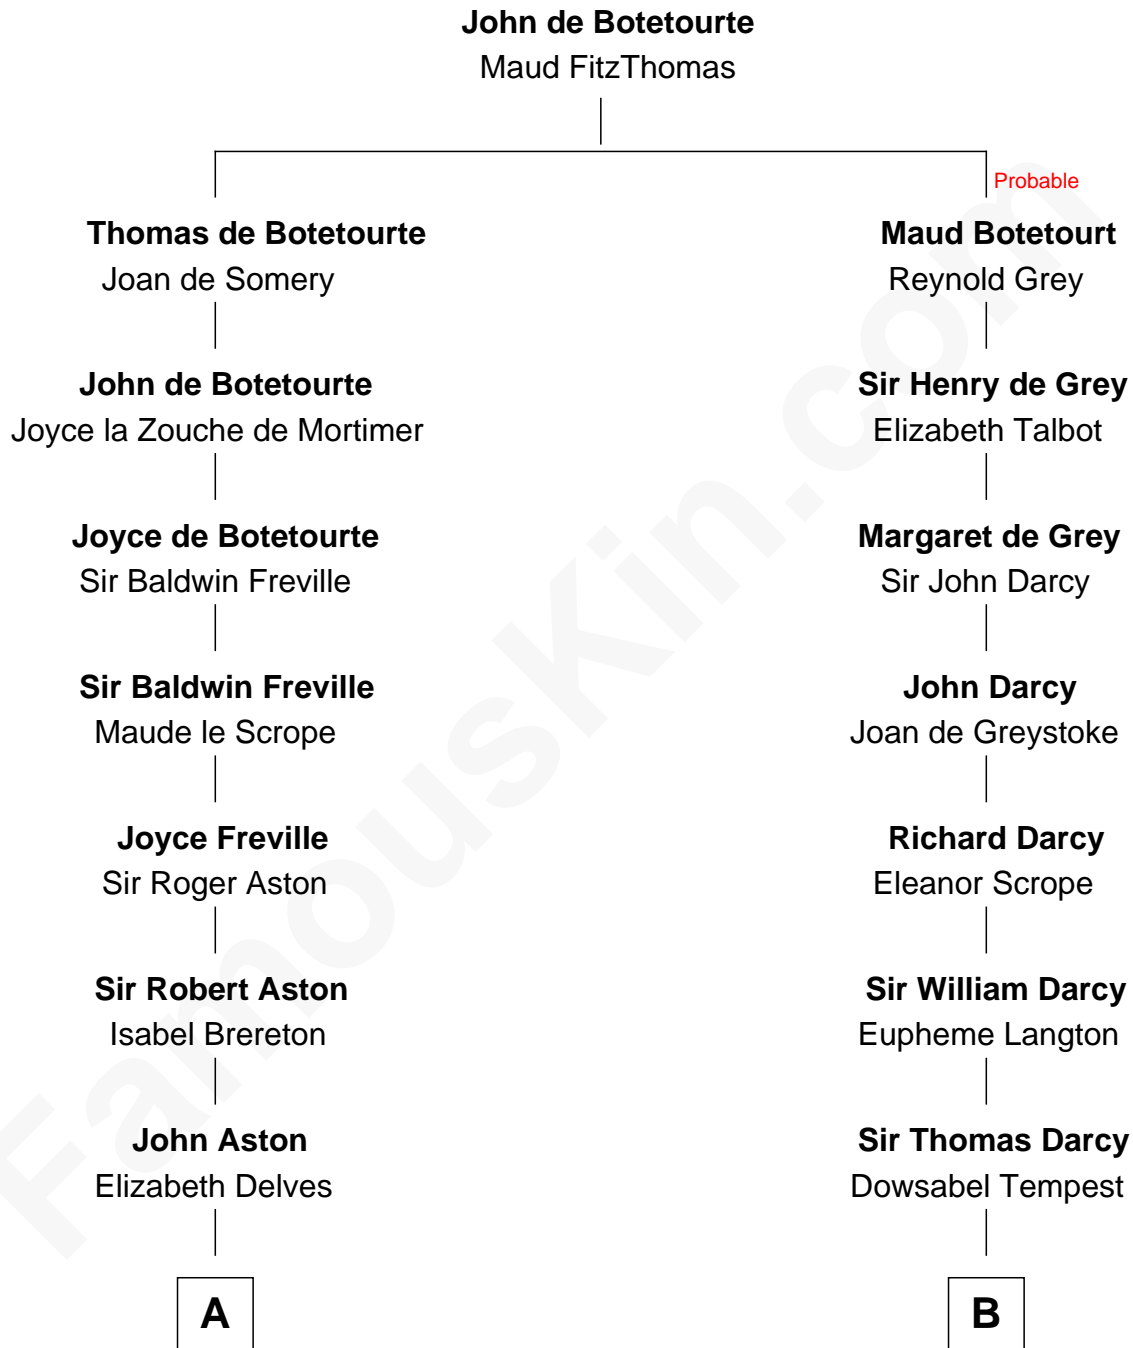 John de Botetourte
Maud FitzThomas
Probable
Thomas de Botetourte
Joan de Somery
John de Botetourte
Joyce la Zouche de Mortimer
Joyce de Botetourte
Sir Baldwin Freville
Sir Baldwin Freville
Maude le Scrope
Joyce Freville
Sir Roger Aston
Sir Robert Aston
Isabel Brereton
John Aston
Elizabeth Delves
A
Maud Botetourt
Reynold Grey
Sir Henry de Grey
Elizabeth Talbot
Margaret de Grey
Sir John Darcy
John Darcy
Joan de Greystoke
Richard Darcy
Eleanor Scrope
Sir William Darcy
Eupheme Langton
Sir Thomas Darcy
Dowsabel Tempest
B
FamousKin.com